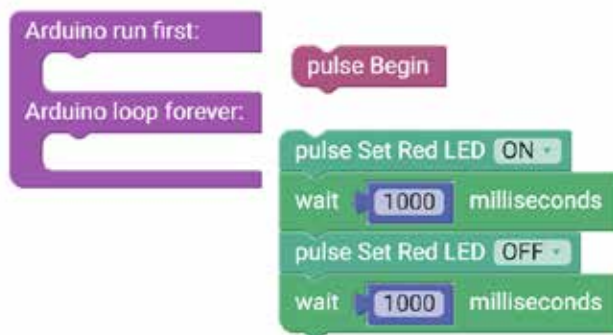 Arduino run first:
pulse Begin
Arduino loop forever:
pulse Set Red LED ON
wait 1000 milliseconds
pulse Set Red LED OFF
wait 1000 milliseconds